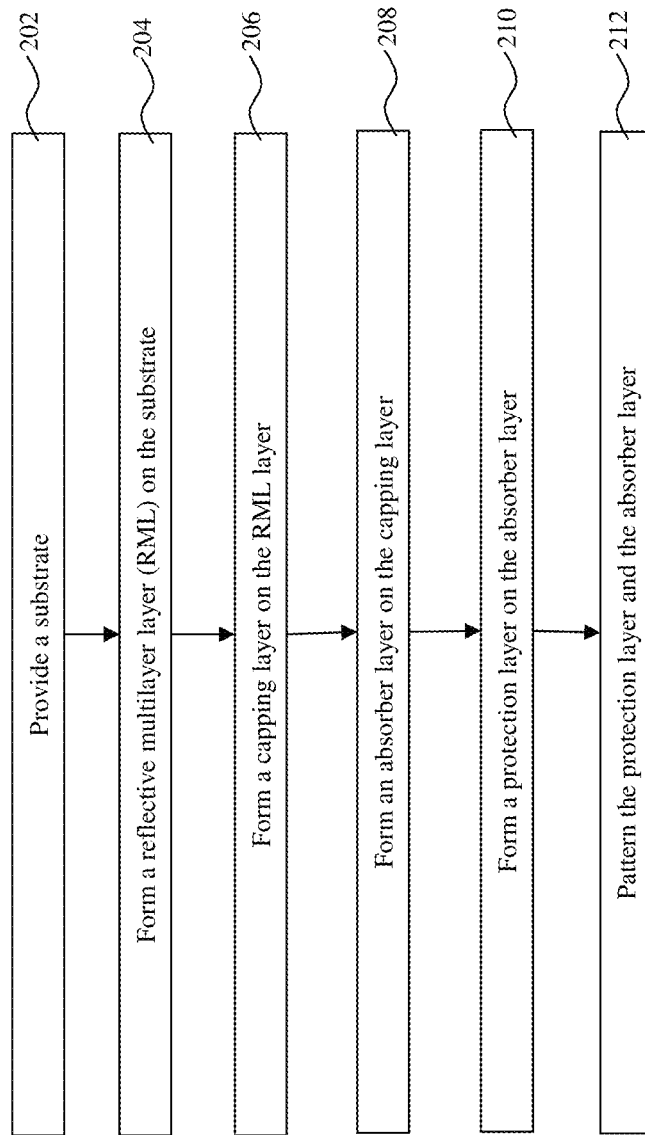 Provide a substrate
202
Form a reflective multilayer layer (RML) on the substrate
204
Form a capping layer on the RML layer
206
Form an absorber layer on the capping layer
208
Form a protection layer on the absorber layer
210
Pattern the protection layer and the absorber layer
212